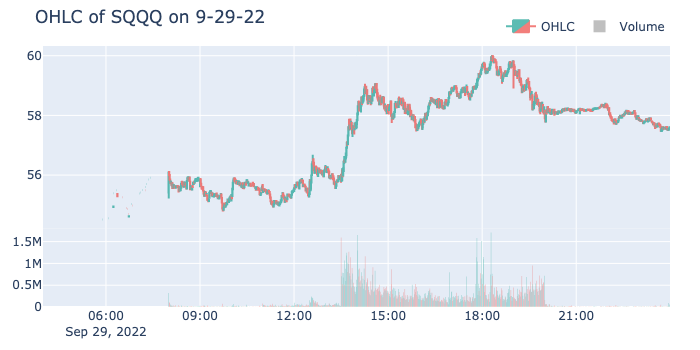 OHLC of SQQQ on 9-29-22
OHLC
Volume
60
58
56
1.5M
1M
0.5M
0
06:00
09:00
12:00
15:00
18:00
21:00
Sep 29, 2022